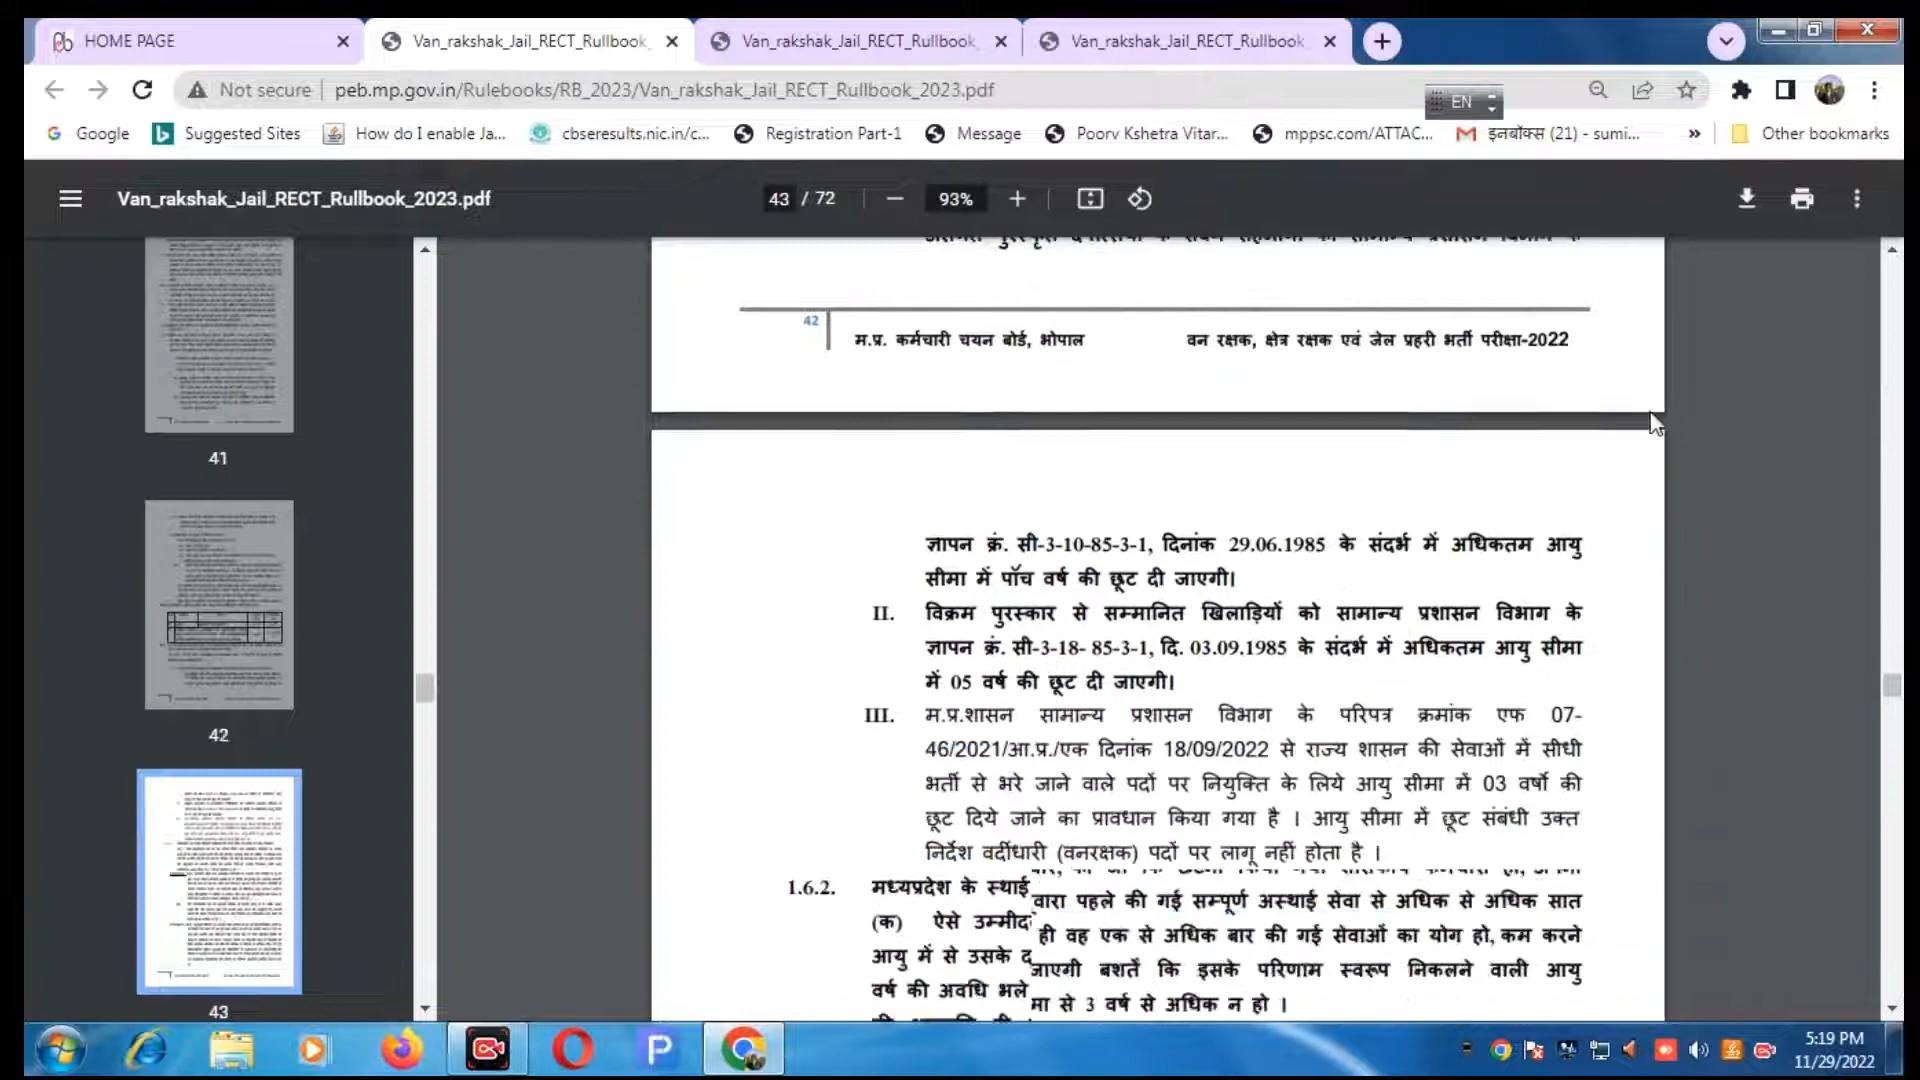 HOME PAGE
Van_rakshak_Jail_RECT_Rullbook_
Van_rakshak_Jail_RECT_Rullbook_
Van_rakshak_Jail_RECT_Rullbook_
Not secure peb.mp.gov.in/Rulebooks/RB_2023/Van_rakshak_Jail_RECT_Rullbook_2023.pdf
EN
Google Suggested Sites How do I enable Ja... cbseresults.nic.in/c... Registration Part-1 Message Poorv Kshetra Vitar... mppsc.com/ATTAC... इनबॉक्स (21) - sumi... » Other bookmarks
Van_rakshak_Jail_RECT_Rullbook_2023.pdf 43 / 72 93%
41
42
43
42
म.प्र. कर्मचारी चयन बोर्ड, भोपाल वन रक्षक, क्षेत्र रक्षक एवं जेल प्रहरी भर्ती परीक्षा-2022
ज्ञापन क्रं. सी-3-10-85-3-1, दिनांक 29.06.1985 के संदर्भ में अधिकतम आयु
सीमा में पॉच वर्ष की छूट दी जाएगी।
II. विक्रम पुरस्कार से सम्मानित खिलाड़ियों को सामान्य प्रशासन विभाग के
ज्ञापन क्रं. सी-3-18- 85-3-1, दि. 03.09.1985 के संदर्भ में अधिकतम आयु सीमा
में 05 वर्ष की छूट दी जाएगी।
III. म.प्र.शासन सामान्य प्रशासन विभाग के परिपत्र क्रमांक एफ 07-
46/2021/आ.प्र./एक दिनांक 18/09/2022 से राज्य शासन की सेवाओं में सीधी
भर्ती से भरे जाने वाले पदों पर नियुक्ति के लिये आयु सीमा में 03 वर्षो की
छूट दिये जाने का प्रावधान किया गया है । आयु सीमा में छूट संबंधी उक्त
निर्देश वर्दीधारी (वनरक्षक) पदों पर लागू नहीं होता है ।
1.6.2. मध्यप्रदेश के स्थाई
वारा पहले की गई सम्पूर्ण अस्थाई सेवा से अधिक से अधिक सात
(क) ऐसे उम्मीद
ही वह एक से अधिक बार की गई सेवाओं का योग हो, कम करने
आयु में से उसके द
जाएगी बशर्ते कि इसके परिणाम स्वरूप निकलने वाली आयु
वर्ष की अवधि भले
मा से 3 वर्ष से अधिक न हो ।
5:19 PM
11/29/2022